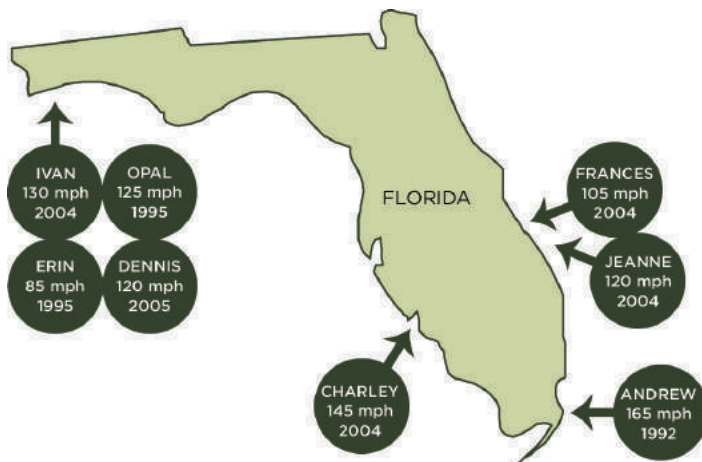 IVAN
130 mph
2004
OPAL
125 mph
1995
ERIN
85 mph
1995
DENNIS
120 mph
2005
FLORIDA
FRANCES
105 mph
2004
JEANNE
120 mph
2004
CHARLEY
145 mph
2004
ANDREW
165 mph
1992